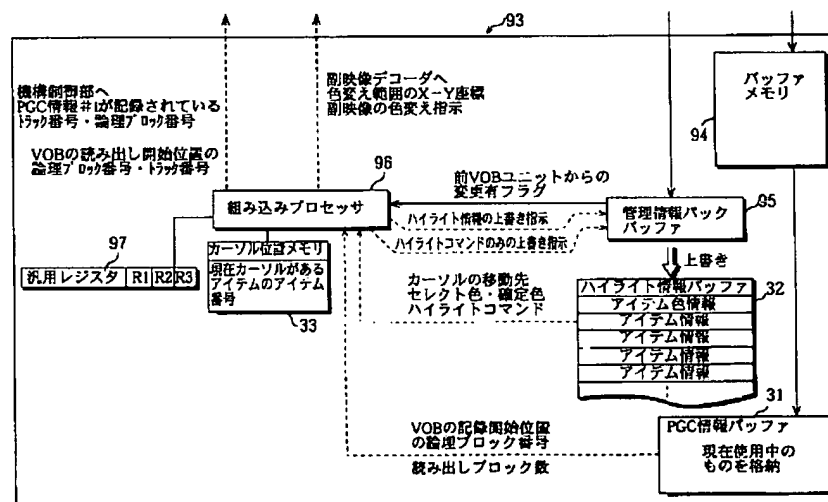 93
機構制御部へ
PGC情報#iが記録されている
トラック番号・論理ブロック番号
VOBの読み出し開始位置の
論理ブロック番号・トラック番号
副映像デコーダへ
色変え範囲のX-Y座標
副映像の色変え指示
バッファ
メモリ
94
96
組み込みプロセッサ
前VOBユニットからの
変更有フラグ
95
管理情報パック
バッファ
ハイライト情報の上書き指示
ハイライトコマンドのみの上書き指示
上書き
97
汎用レジスタ R1 R2 R3
カーソル位置メモリ
現在カーソルがある
アイテムのアイテム
番号
33
カーソルの移動先
セレクト色・確定色
ハイライトコマンド
32
ハイライト情報バッファ
アイテム色情報
アイテム情報
アイテム情報
アイテム情報
アイテム情報
31
VOBの記録開始位置
の論理ブロック番号
読み出しブロック数
PGC情報バッファ
現在使用中の
ものを格納